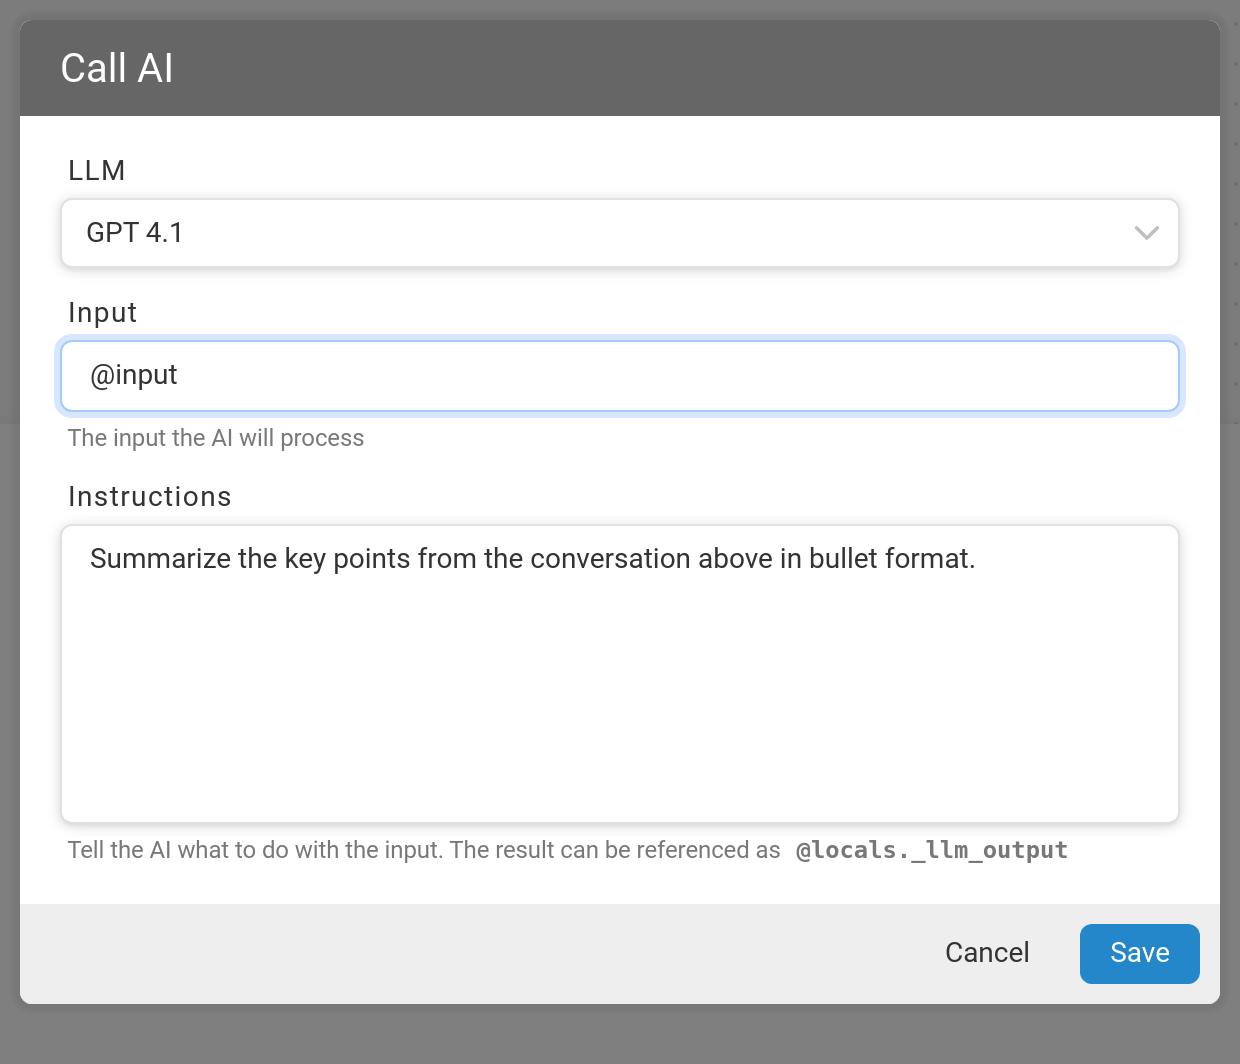 Call AI
LLM
GPT 4.1
Input
@input
The input the AI will process
Instructions
Summarize the key points from the conversation above in bullet format.
Tell the AI what to do with the input. The result can be referenced as @locals._llm_output
Cancel
Save